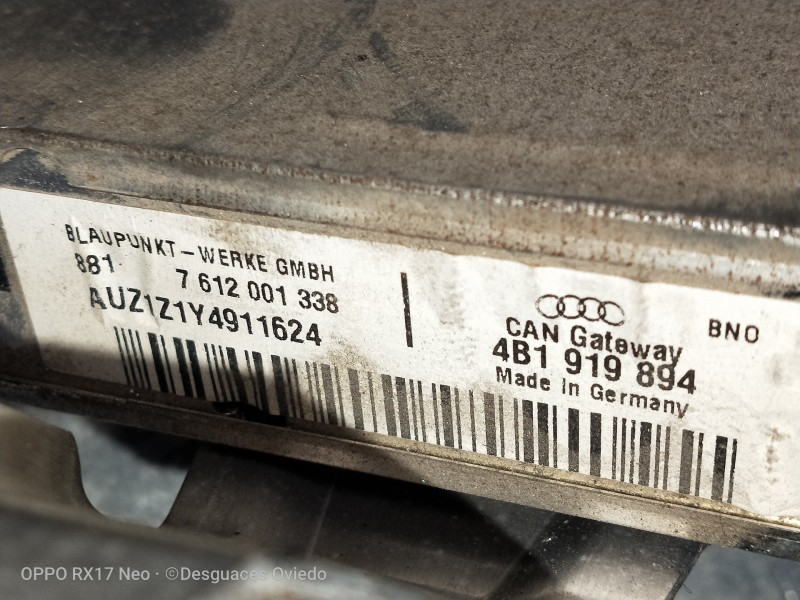 BLAUPUNKT - WERKE GMBH
881 7 612 001 338
AUZ1Z1Y4911624
CAN Gateway
BNO
4B1 919 894
Made in Germany
OPPO RX17 Neo · ©Desguaces Oviedo